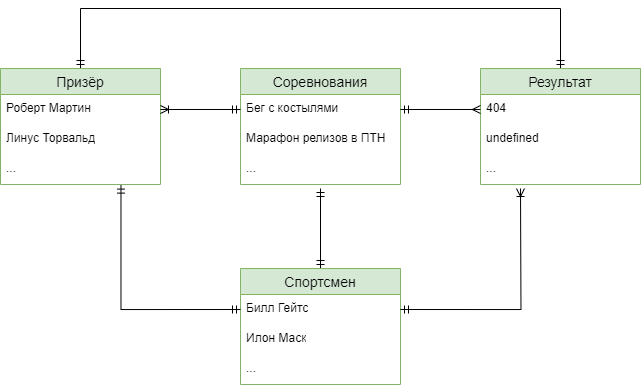 Призёр
Роберт Мартин
Линус Торвальд
...
Соревнования
Бег с костылями
Марафон релизов в ПТН
...
Результат
404
undefined
...
Спортсмен
Билл Гейтс
Илон Маск
...